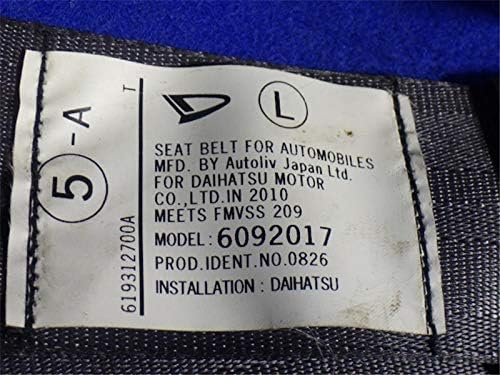 L
SEAT BELT FOR AUTOMOBILES
MFD. BY Autoliv Japan Ltd.
FOR DAIHATSU MOTOR
CO.,LTD.IN 2010
MEETS FMVSS 209
MODEL: 6092017
PROD.IDENT.NO.0826
INSTALLATION : DAIHATSU
5 -A
619312700A T